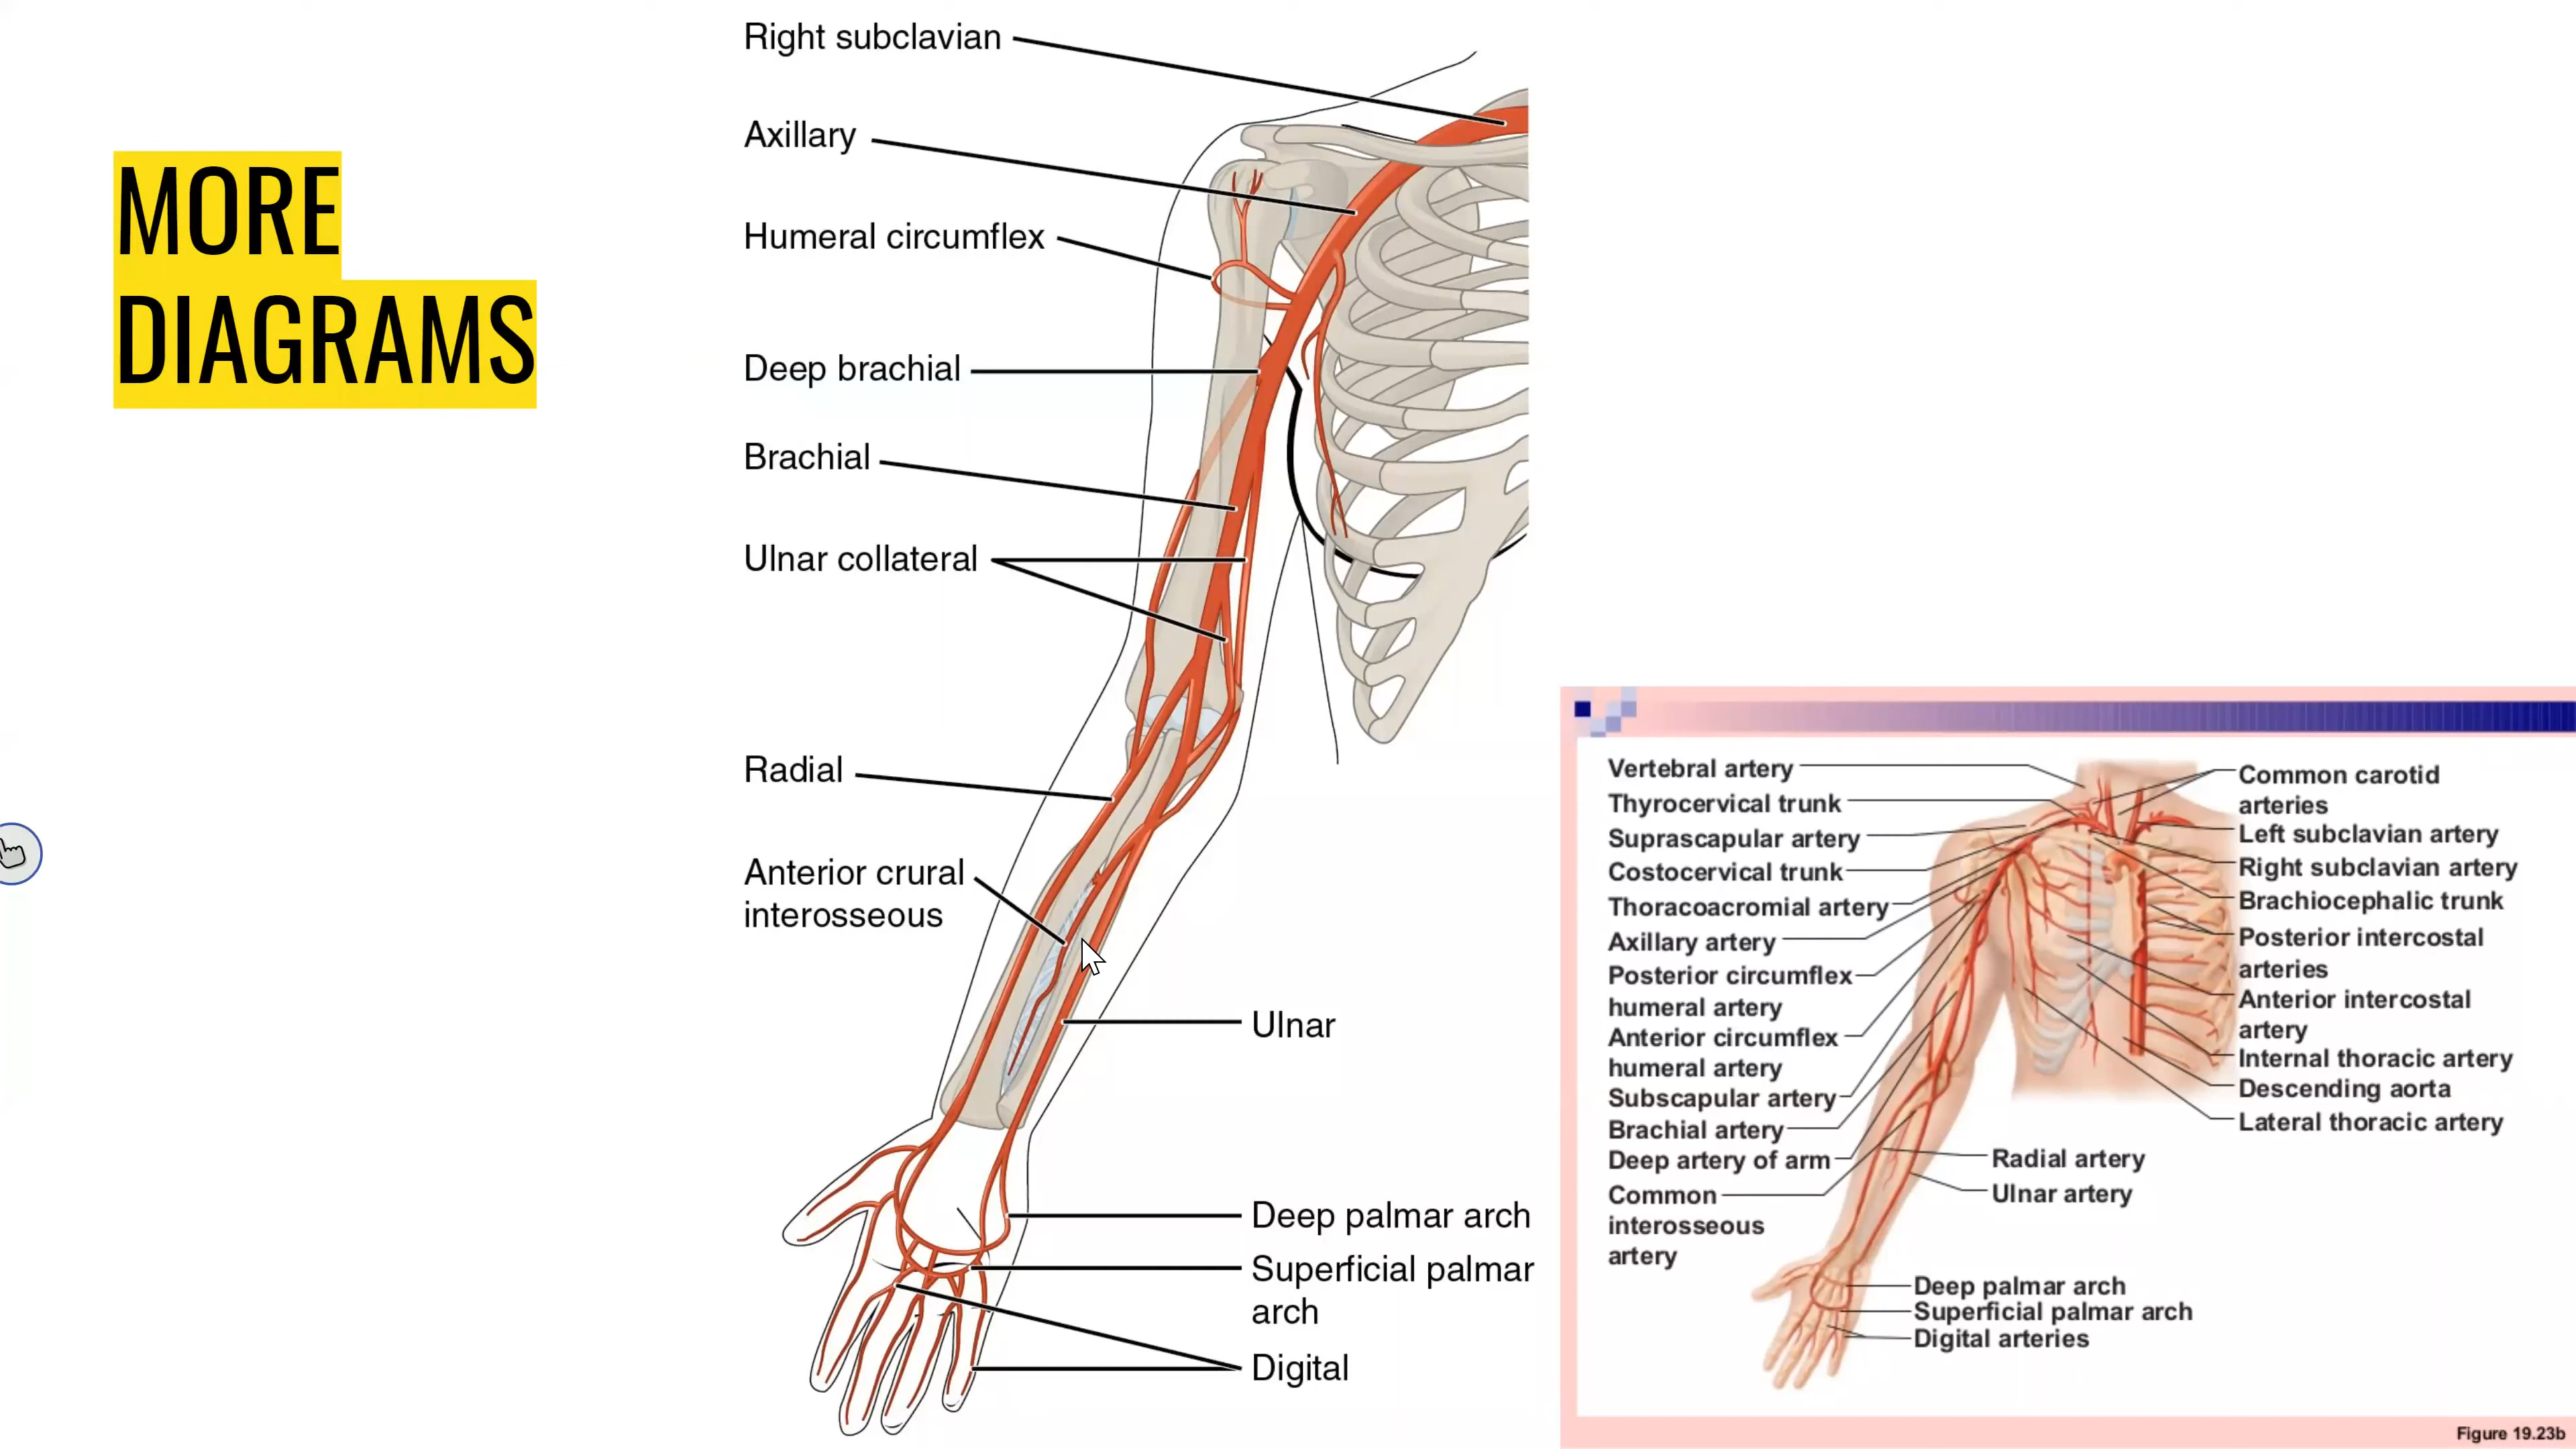 MORE
DIAGRAMS
Right subclavian
Axillary
Humeral circumflex
Deep brachial
Brachial
Ulnar collateral
Radial
Anterior crural
interosseous
Ulnar
Deep palmar arch
Superficial palmar
arch
Digital
Vertebral artery
Thyrocervical trunk
Suprascapular artery
Costocervical trunk
Thoracoacromial artery
Axillary artery
Posterior circumflex
humeral artery
Anterior circumflex
humeral artery
Subscapular artery
Brachial artery
Deep artery of arm
Common
interosseous
artery
Common carotid
arteries
Left subclavian artery
Right subclavian artery
Brachiocephalic trunk
Posterior intercostal
arteries
Anterior intercostal
artery
Internal thoracic artery
Descending aorta
Lateral thoracic artery
Radial artery
Ulnar artery
Deep palmar arch
Superficial palmar arch
Digital arteries
Figure 19.23b